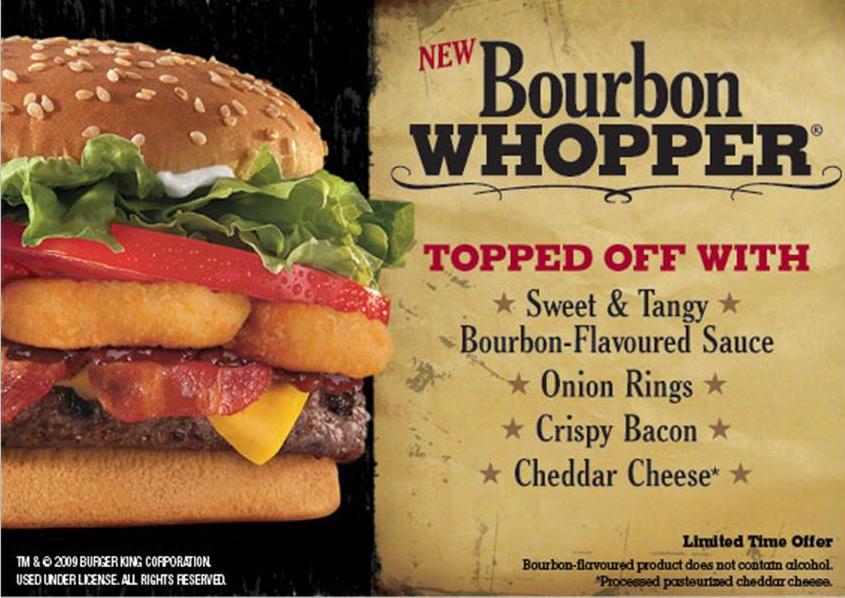 NEW
Bourbon
WHOPPER®
TOPPED OFF WITH
★ Sweet & Tangy ★
Bourbon-Flavoured Sauce
★ Onion Rings ★
★ Crispy Bacon ★
★ Cheddar Cheese* ★
Limited Time Offer
Bourbon-flavoured product does not contain alcohol.
*Processed pasteurized cheddar cheese.
TM & © 2009 BURGER KING CORPORATION.
USED UNDER LICENSE. ALL RIGHTS RESERVED.